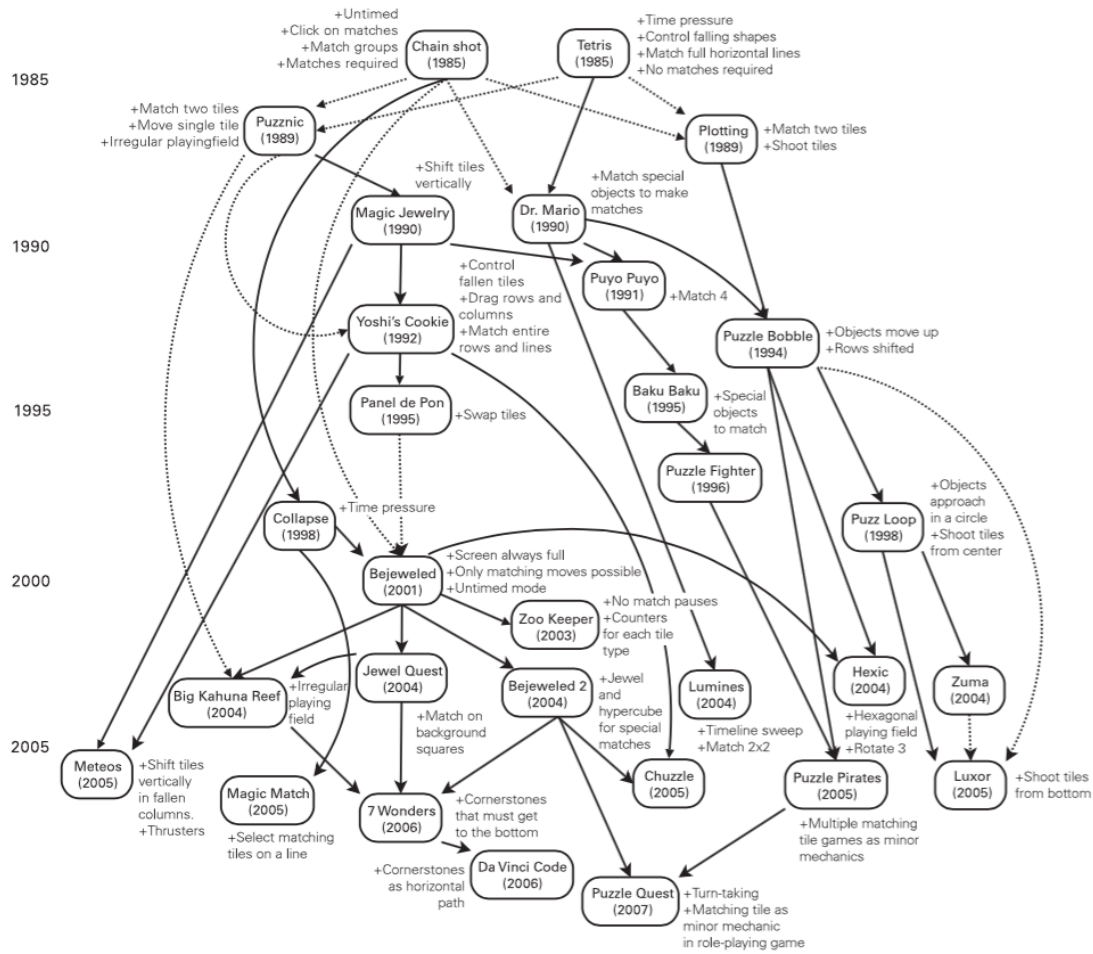 +Untimed
+Click on matches
+Match groups
+Matches required
Chain shot
(1985)
Tetris
(1985)
+Time pressure
+Control falling shapes
+Match full horizontal lines
+No matches required
1985
+Match two tiles
+Move single tile
+Irregular playingfield
Puzznic
(1989)
Plotting
(1989)
+Match two tiles
+Shoot tiles
+Shift tiles
vertically
Magic Jewelry
(1990)
Dr. Mario
(1990)
+Match special
objects to make
matches
1990
+Control
fallen tiles
+Drag rows and
columns
+Match entire
rows and lines
Puyo Puyo
(1991)
+Match 4
Yoshi's Cookie
(1992)
Puzzle Bobble
(1994)
+Objects move up
+Rows shifted
1995
Panel de Pon
(1995)
+Swap tiles
Baku Baku
(1995)
+Special
objects
to match
Puzzle Fighter
(1996)
Collapse
(1998)
+Time pressure
Puzz Loop
(1998)
+Objects
approach
in a circle
+Shoot tiles
from center
2000
Bejeweled
(2001)
+Screen always full
+Only matching moves possible
+Untimed mode
Zoo Keeper
(2003)
+No match pauses
+Counters
for each tile
type
Big Kahuna Reef
(2004)
+Irregular
playing
field
Jewel Quest
(2004)
+Match on
background
squares
Bejeweled 2
(2004)
+Jewel
and
hypercube
for special
matches
Lumines
(2004)
+Timeline sweep
+Match 2x2
Hexic
(2004)
+Hexagonal
playing field
+Rotate 3
Zuma
(2004)
2005
Meteos
(2005)
+Shift tiles
vertically
in fallen
columns.
+Thrusters
Magic Match
(2005)
+Select matching
tiles on a line
7 Wonders
(2006)
+Cornerstones
that must get
to the bottom
Chuzzle
(2005)
Puzzle Pirates
(2005)
+Multiple matching
tile games as minor
mechanics
Luxor
(2005)
+Shoot tiles
from bottom
+Cornerstones
as horizontal
path
Da Vinci Code
(2006)
Puzzle Quest
(2007)
+Turn-taking
+Matching tile as
minor mechanic
in role-playing game